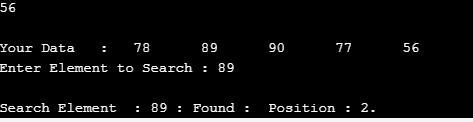 56
Your Data   :   78      89      90      77      56
Enter Element to Search : 89
Search Element  : 89 : Found :  Position : 2.